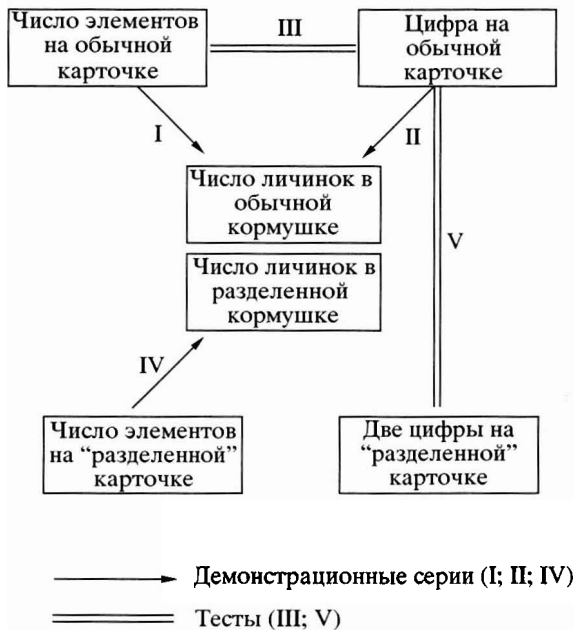 Число элементов
на обычной
карточке
III
Цифра на
обычной
карточке
I
II
Число личинок в
обычной
кормушке
V
Число личинок в
разделенной
кормушке
IV
Число элементов
на “разделенной”
карточке
Две цифры на
“разделенной”
карточке
Демонстрационные серии (I; II; IV)
Тесты (III; V)